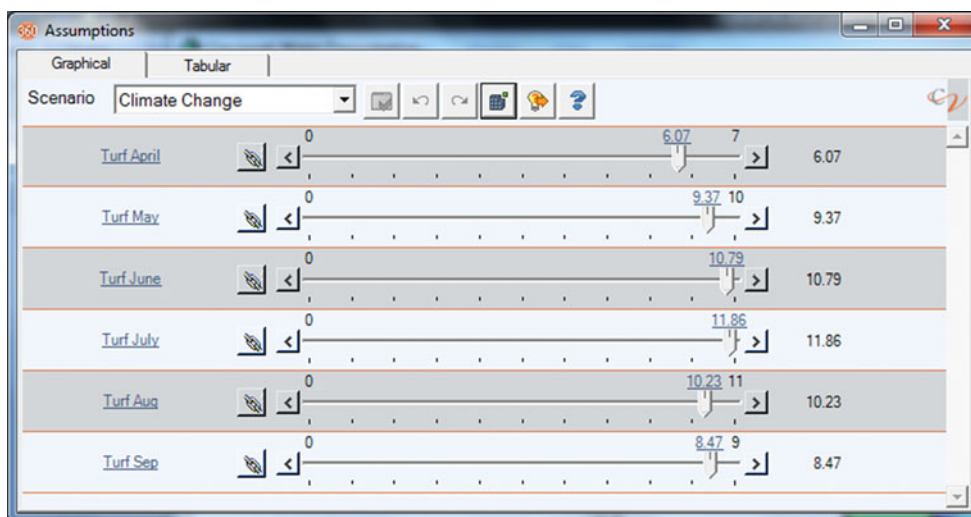 Assumptions
Graphical Tabular
Scenario Climate Change
Turf April 0 6.07 7 6.07
Turf May 0 9.37 10 9.37
Turf June 0 10.79 10.79
Turf July 0 11.86 11.86
Turf Aug 0 10.23 11 10.23
Turf Sep 0 8.47 9 8.47